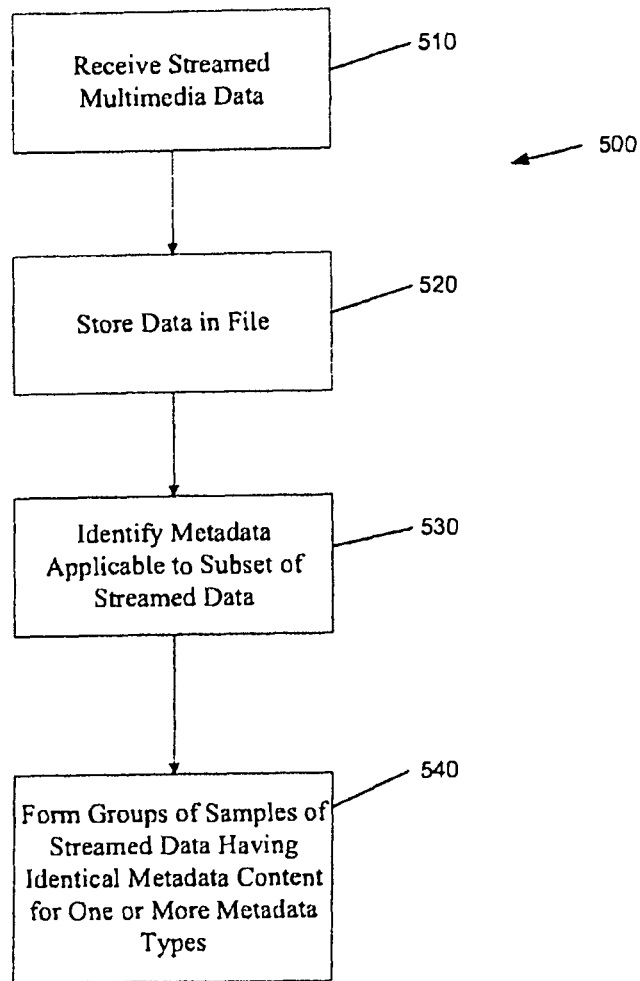 Receive Streamed
Multimedia Data
510
500
Store Data in File
520
Identify Metadata
Applicable to Subset of
Streamed Data
530
Form Groups of Samples of
Streamed Data Having
Identical Metadata Content
for One or More Metadata
Types
540